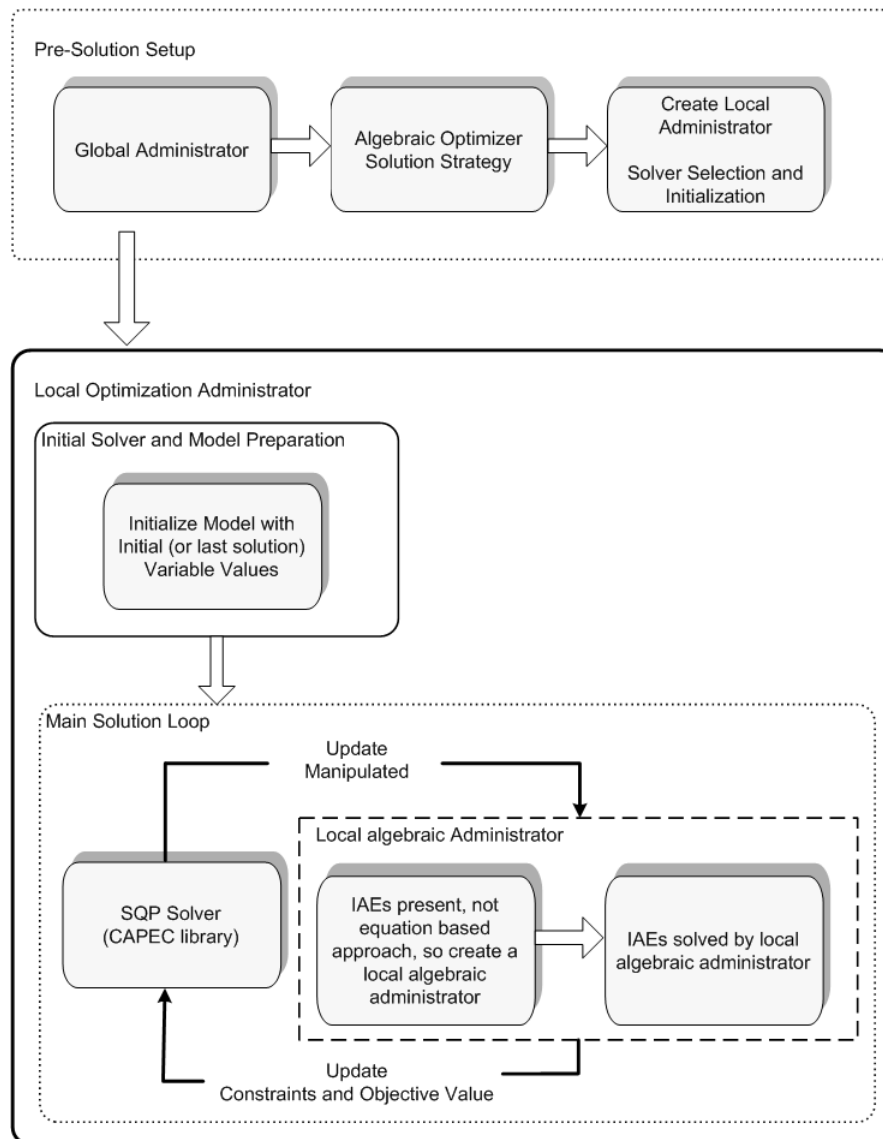 Pre-Solution Setup
Global Administrator
Algebraic Optimizer
Solution Strategy
Create Local
Administrator
Solver Selection and
Initialization
Local Optimization Administrator
Initial Solver and Model Preparation
Initialize Model with
Initial (or last solution)
Variable Values
Main Solution Loop
Update
Manipulated
Local algebraic Administrator
SQP Solver
(CAPEC library)
IAEs present, not
equation based
approach, so create a
local algebraic
administrator
IAEs solved by local
algebraic administrator
Update
Constraints and Objective Value